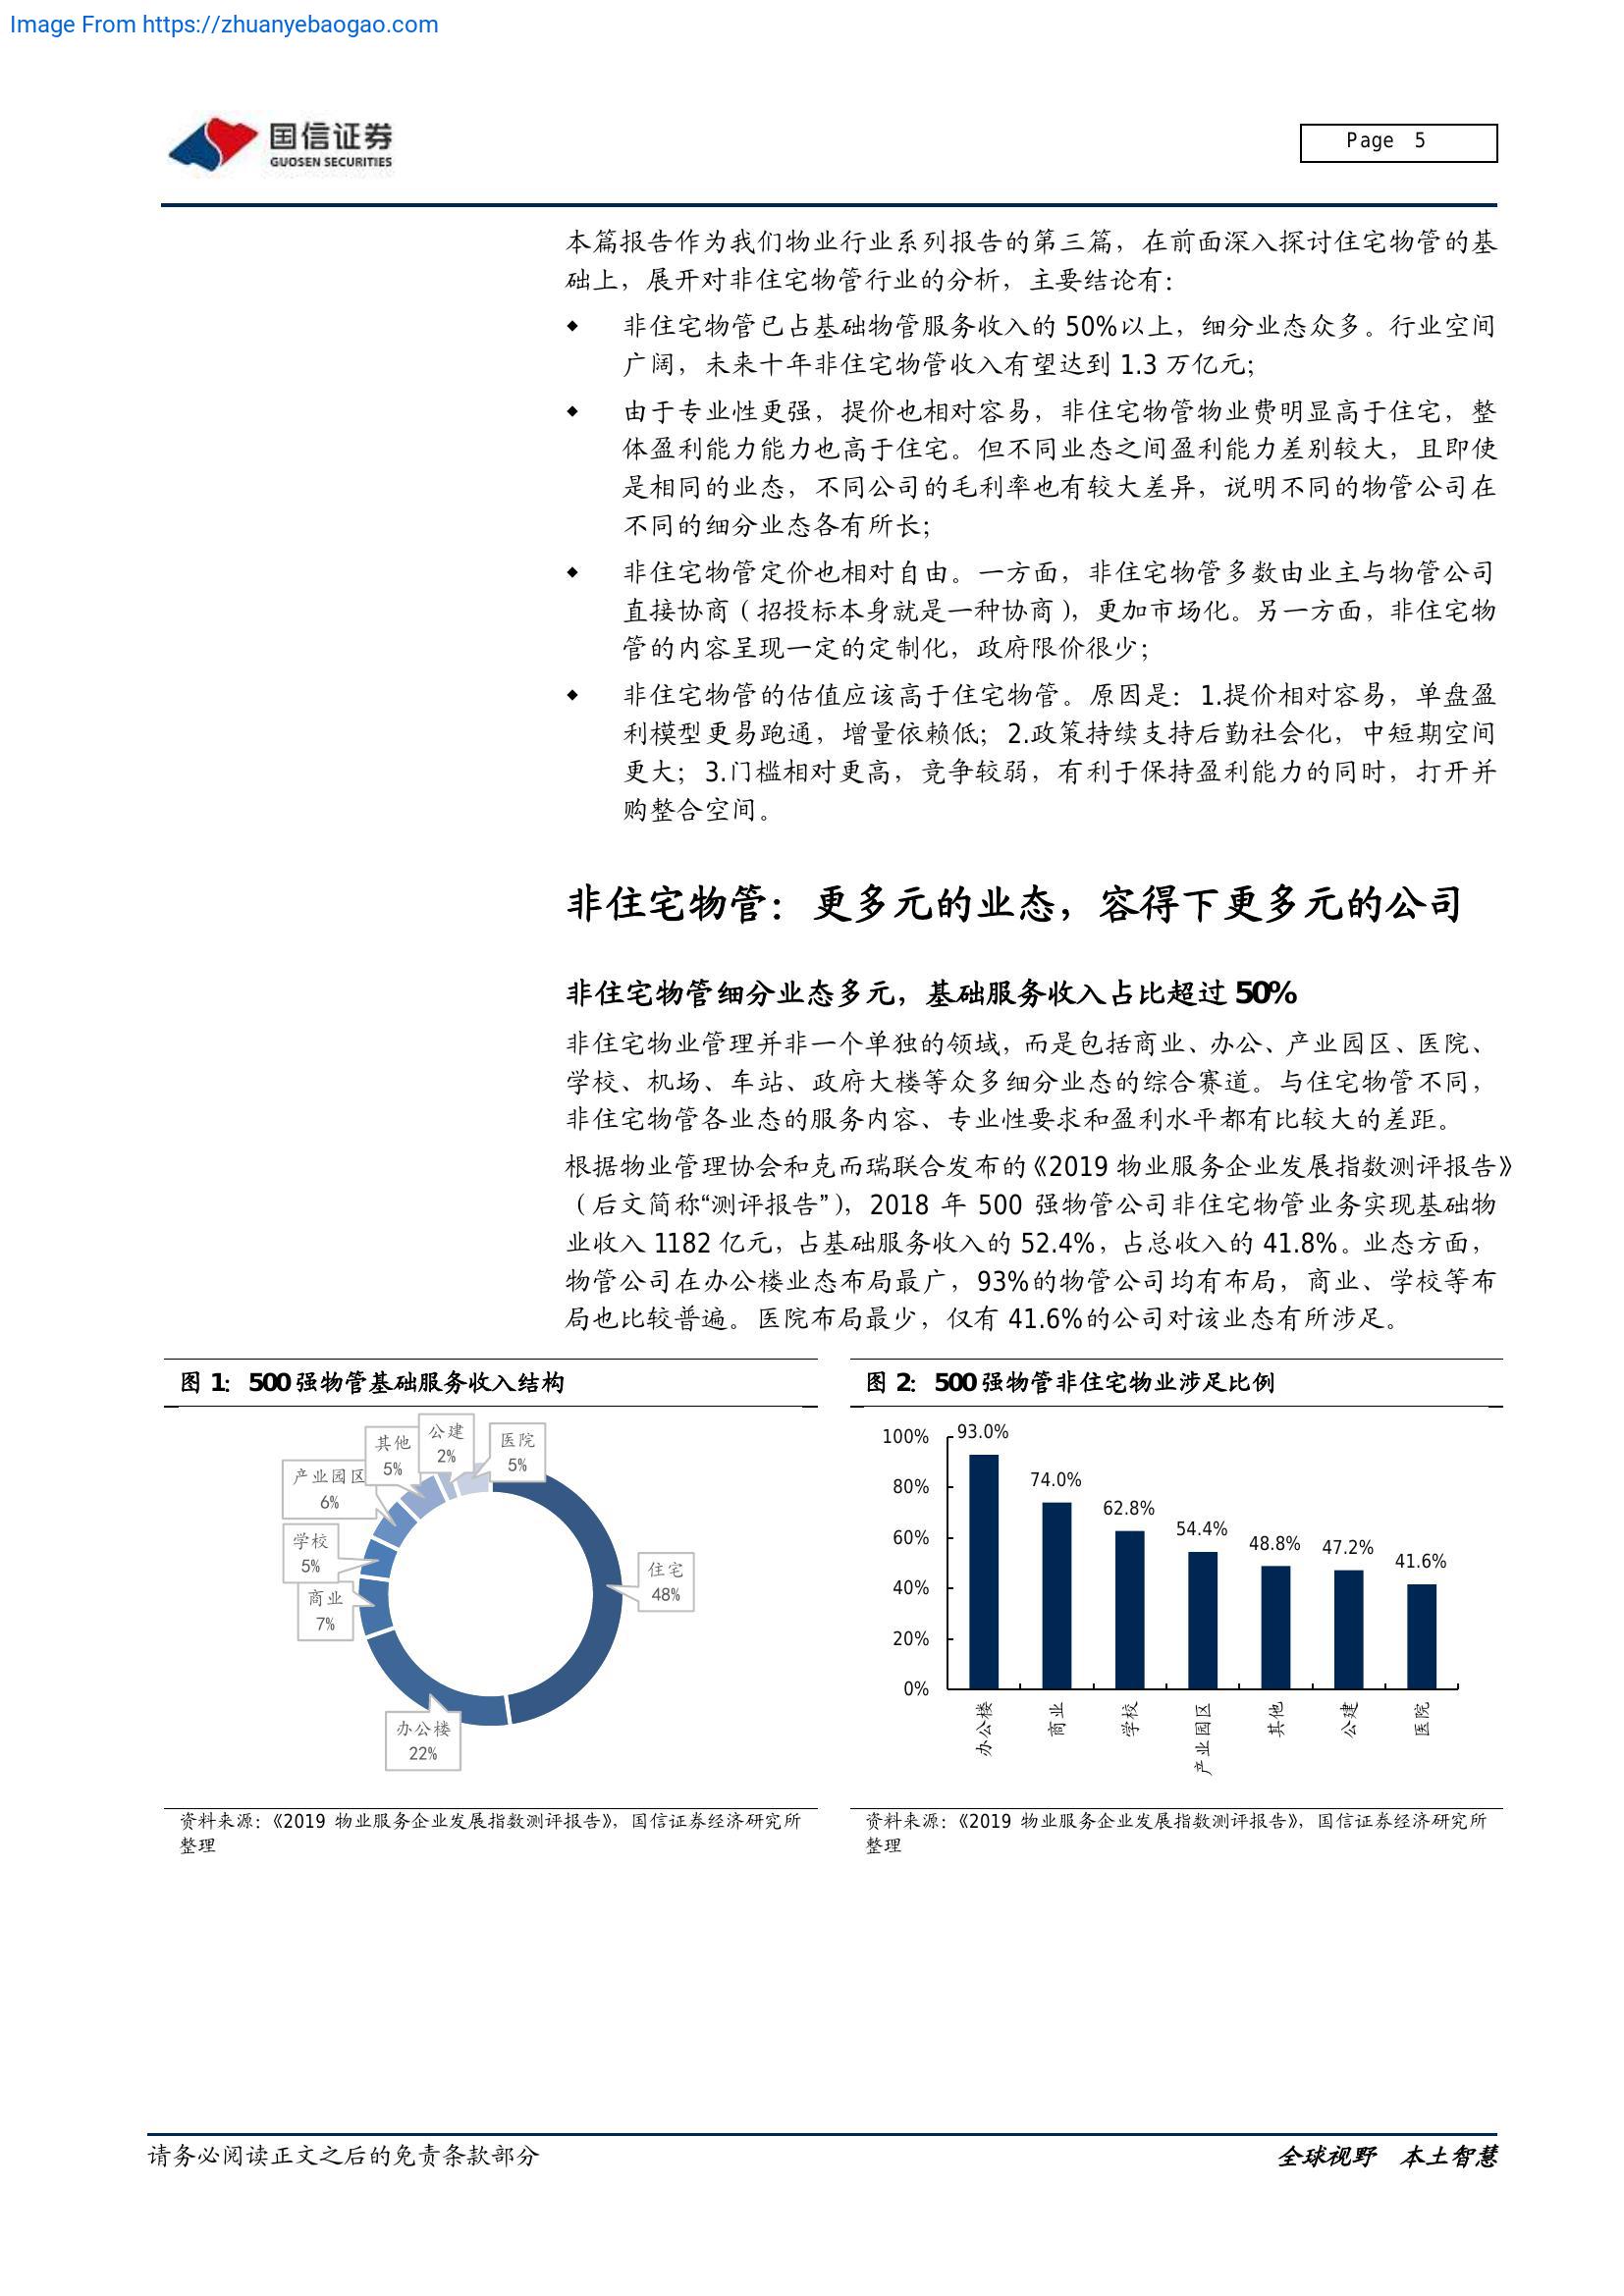 Image From https://zhuanyebaogao.com
国信证券
GUOSEN SECURITIES
Page 5
本篇报告作为我们物业行业系列报告的第三篇，在前面深入探讨住宅物管的基
础上，展开对非住宅物管行业的分析，主要结论有：
◆ 非住宅物管已占基础物管服务收入的 50%以上，细分业态众多。行业空间
广阔，未来十年非住宅物管收入有望达到 1.3 万亿元；
◆ 由于专业性更强，提价也相对容易，非住宅物管物业费明显高于住宅，整
体盈利能力能力也高于住宅。但不同业态之间盈利能力差别较大，且即使
是相同的业态，不同公司的毛利率也有较大差异，说明不同的物管公司在
不同的细分业态各有所长；
◆ 非住宅物管定价也相对自由。一方面，非住宅物管多数由业主与物管公司
直接协商（招投标本身就是一种协商），更加市场化。另一方面，非住宅物
管的内容呈现一定的定制化，政府限价很少；
◆ 非住宅物管的估值应该高于住宅物管。原因是：1.提价相对容易，单盘盈
利模型更易跑通，增量依赖低；2.政策持续支持后勤社会化，中短期空间
更大；3.门槛相对更高，竞争较弱，有利于保持盈利能力的同时，打开并
购整合空间。
非住宅物管：更多元的业态，容得下更多元的公司
非住宅物管细分业态多元，基础服务收入占比超过 50%
非住宅物业管理并非一个单独的领域，而是包括商业、办公、产业园区、医院、
学校、机场、车站、政府大楼等众多细分业态的综合赛道。与住宅物管不同，
非住宅物管各业态的服务内容、专业性要求和盈利水平都有比较大的差距。
根据物业管理协会和克而瑞联合发布的《2019 物业服务企业发展指数测评报告》
（后文简称“测评报告”），2018 年 500 强物管公司非住宅物管业务实现基础物
业收入 1182 亿元，占基础服务收入的 52.4%，占总收入的 41.8%。业态方面，
物管公司在办公楼业态布局最广，93%的物管公司均有布局，商业、学校等布
局也比较普遍。医院布局最少，仅有 41.6%的公司对该业态有所涉足。
图 1：500 强物管基础服务收入结构
公建
2%
医院
5%
其他
5%
产业园区
6%
学校
5%
商业
7%
住宅
48%
办公楼
22%
资料来源：《2019 物业服务企业发展指数测评报告》，国信证券经济研究所
整理
图 2：500 强物管非住宅物业涉足比例
100%
80%
60%
40%
20%
0%
93.0%
74.0%
62.8%
54.4%
48.8%
47.2%
41.6%
办公楼
商业
学校
产业园区
其他
公建
医院
资料来源：《2019 物业服务企业发展指数测评报告》，国信证券经济研究所
整理
请务必阅读正文之后的免责条款部分
全球视野 本土智慧